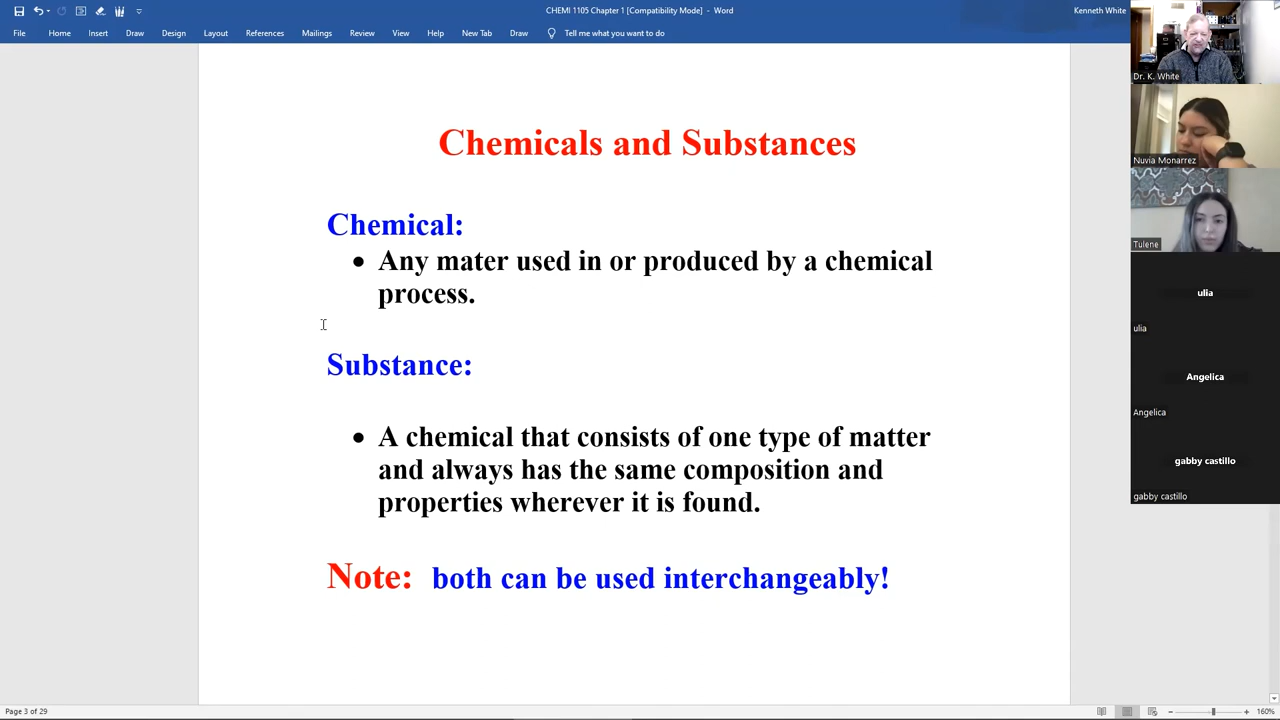 CHEMI 1105 Chapter 1 [Compatibility Mode] - Word
Kenneth White
File Home Insert Draw Design Layout References Mailings Review View Help New Tab Draw Tell me what you want to do
Chemicals and Substances
Chemical:
• Any mater used in or produced by a chemical
process.
Substance:
• A chemical that consists of one type of matter
and always has the same composition and
properties wherever it is found.
Note: both can be used interchangeably!
Dr. K. White
Nuvia Monarrez
Tulene
ulia
ulia
Angelica
Angelica
gabby castillo
gabby castillo
Page 3 of 29
160%